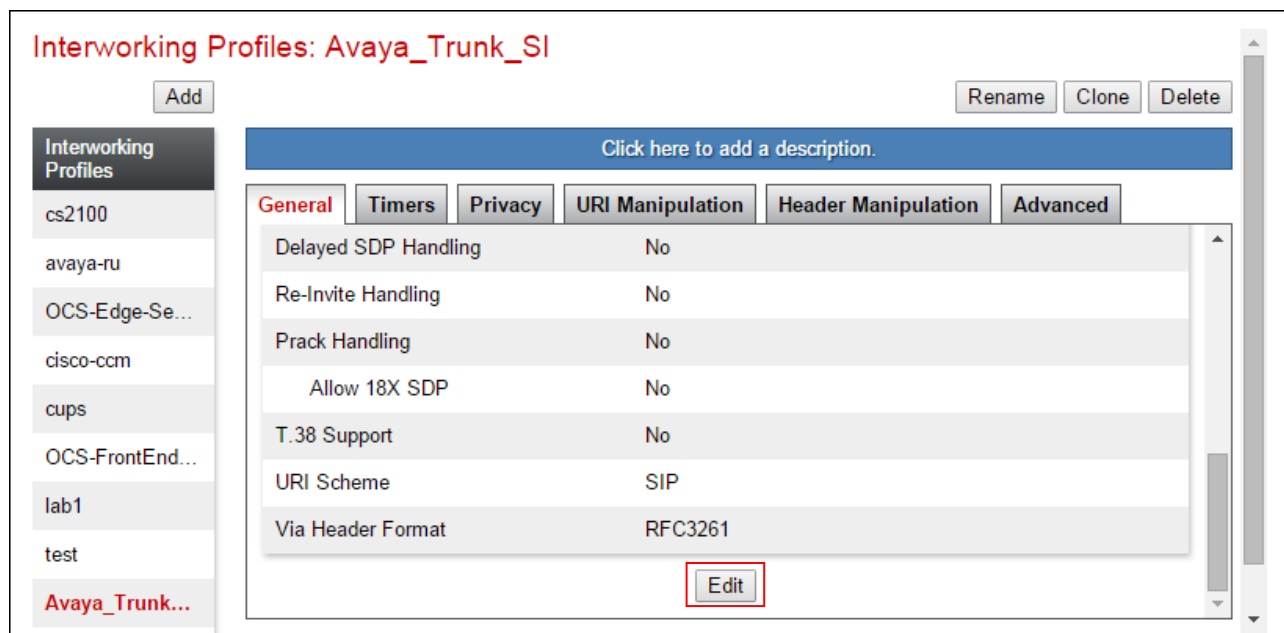 Interworking Profiles: Avaya_Trunk_SI
Add
Rename Clone Delete
Interworking
Profiles
cs2100
avaya-ru
OCS-Edge-Se...
cisco-ccm
cups
OCS-FrontEnd...
lab1
test
Avaya_Trunk...
Click here to add a description.
General Timers Privacy URI Manipulation Header Manipulation Advanced
Delayed SDP Handling No
Re-Invite Handling No
Prack Handling No
Allow 18X SDP No
T.38 Support No
URI Scheme SIP
Via Header Format RFC3261
Edit